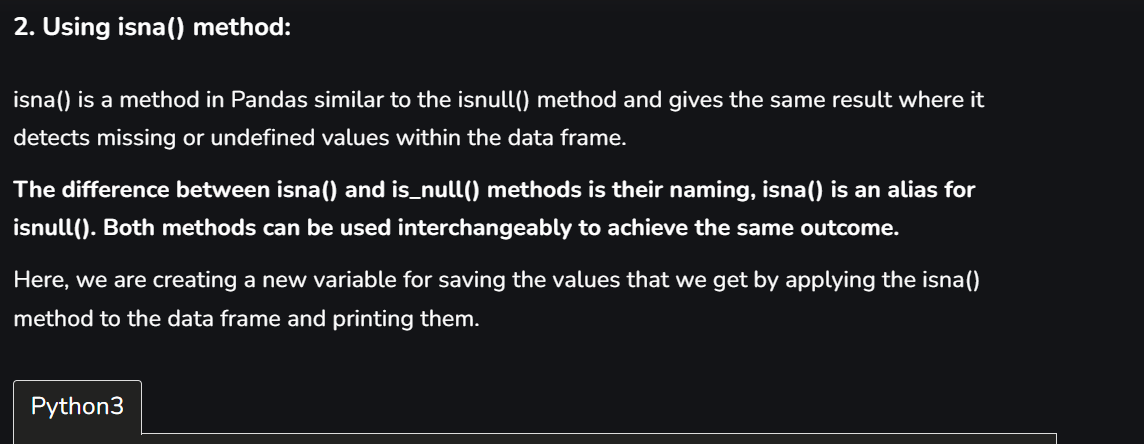 2. Using isna() method:
isna() is a method in Pandas similar to the isnull() method and gives the same result where it
detects missing or undefined values within the data frame.
The difference between isna() and is_null() methods is their naming, isna() is an alias for
isnull(). Both methods can be used interchangeably to achieve the same outcome.
Here, we are creating a new variable for saving the values that we get by applying the isna()
method to the data frame and printing them.
Python3